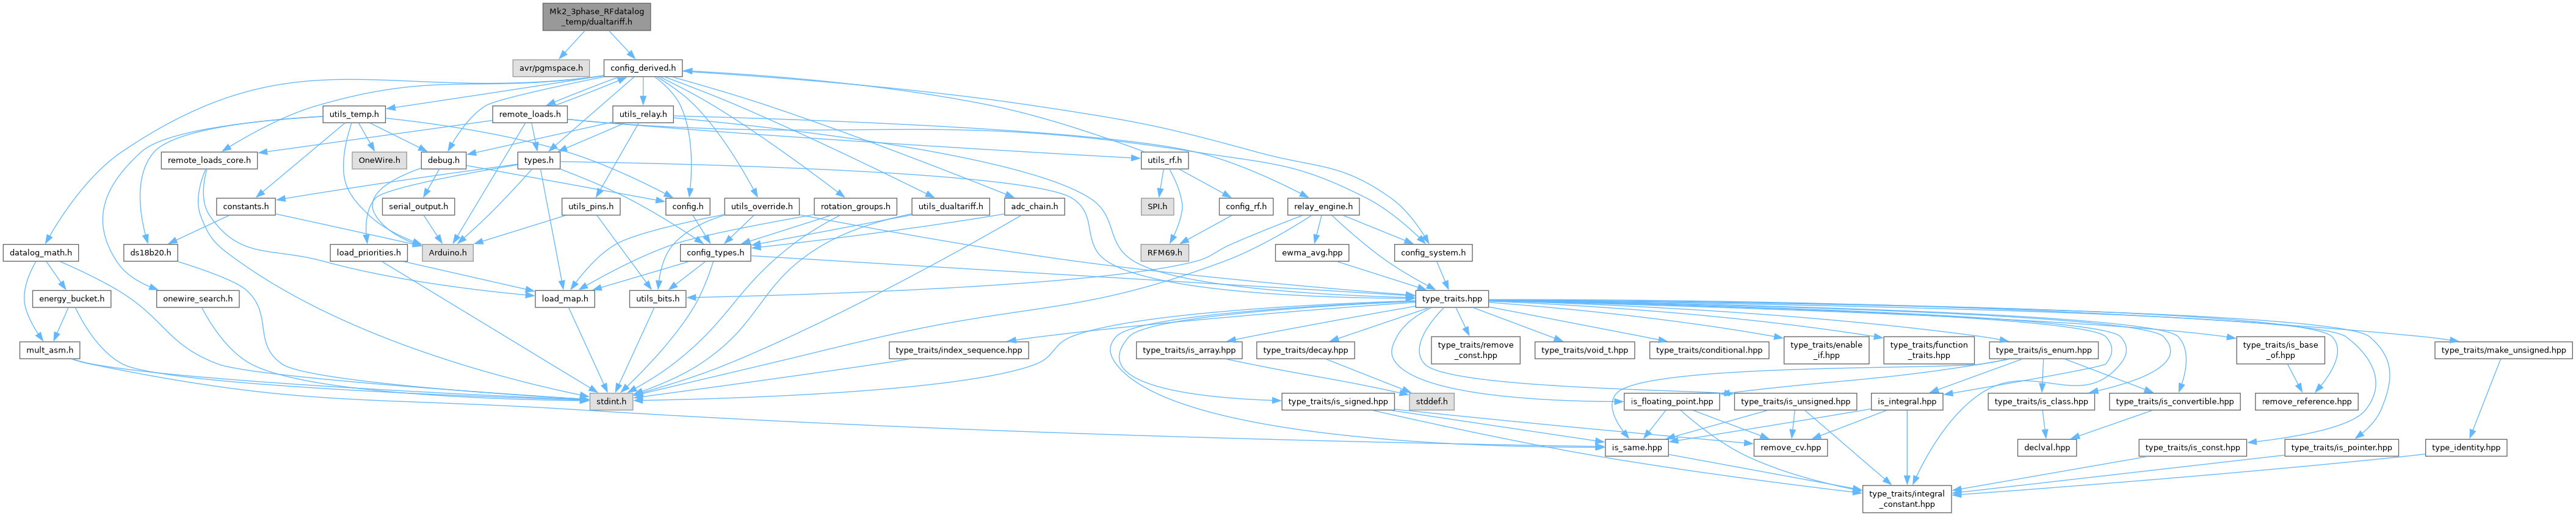 Mk2_3phase_RFdatalog
_temp/dualtariff.h
avr/pgmspace.h
config_derived.h
utils_temp.h
remote_loads.h
utils_relay.h
remote_loads_core.h
OneWire.h
debug.h
types.h
utils_rf.h
constants.h
serial_output.h
utils_pins.h
config.h
utils_override.h
rotation_groups.h
utils_dualtariff.h
adc_chain.h
SPI.h
config_rf.h
relay_engine.h
datalog_math.h
ds18b20.h
load_priorities.h
Arduino.h
config_types.h
RFM69.h
ewma_avg.hpp
config_system.h
energy_bucket.h
onewire_search.h
load_map.h
utils_bits.h
type_traits.hpp
mult_asm.h
type_traits/index_sequence.hpp
type_traits/is_array.hpp
type_traits/decay.hpp
type_traits/remove
_const.hpp
type_traits/void_t.hpp
type_traits/conditional.hpp
type_traits/enable
_if.hpp
type_traits/function
_traits.hpp
type_traits/is_enum.hpp
type_traits/is_base
_of.hpp
type_traits/make_unsigned.hpp
stdint.h
type_traits/is_signed.hpp
stddef.h
is_floating_point.hpp
type_traits/is_unsigned.hpp
is_integral.hpp
type_traits/is_class.hpp
type_traits/is_convertible.hpp
remove_reference.hpp
is_same.hpp
remove_cv.hpp
declval.hpp
type_traits/is_const.hpp
type_traits/is_pointer.hpp
type_identity.hpp
type_traits/integral
_constant.hpp